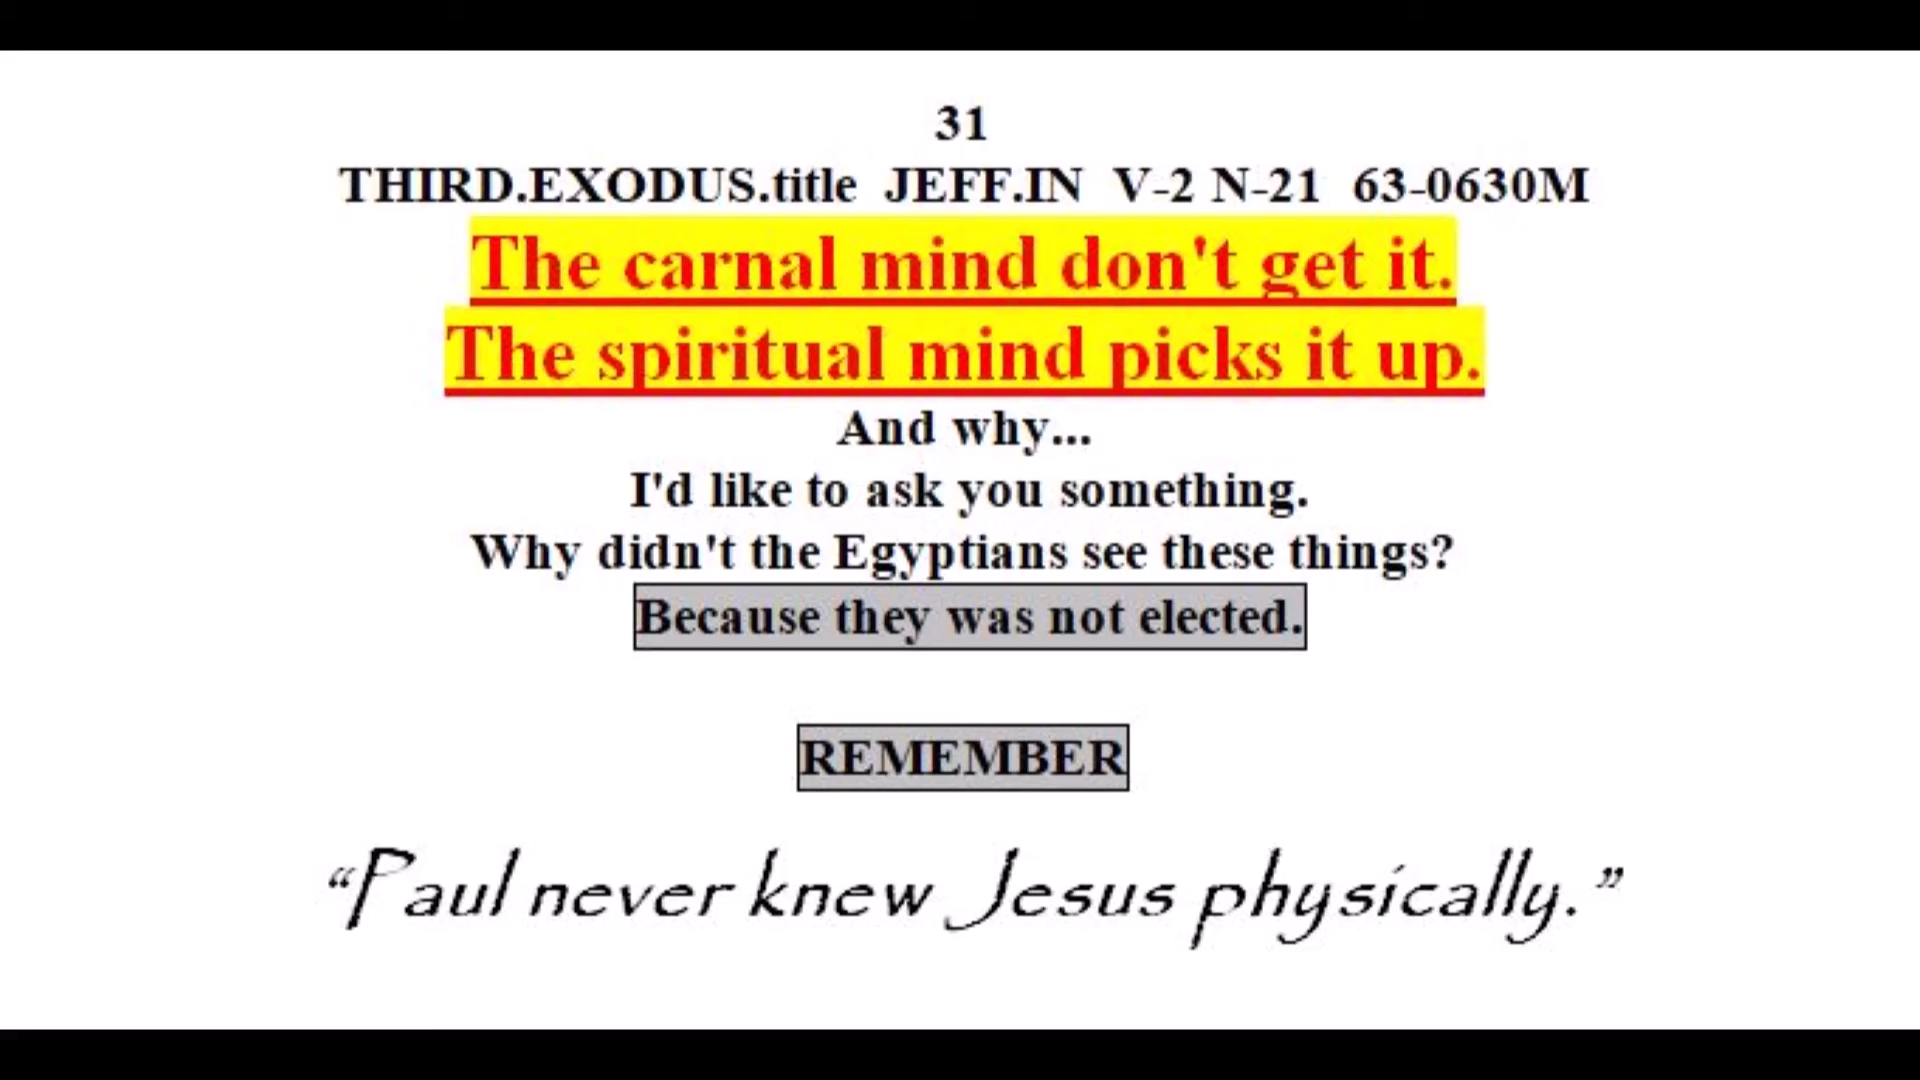 31
THIRD.EXODUS.title JEFF.IN V-2 N-21 63-0630M
The carnal mind don't get it.
The spiritual mind picks it up.
And why...
I'd like to ask you something.
Why didn't the Egyptians see these things?
Because they was not elected.
REMEMBER
“Paul never knew Jesus physically.”